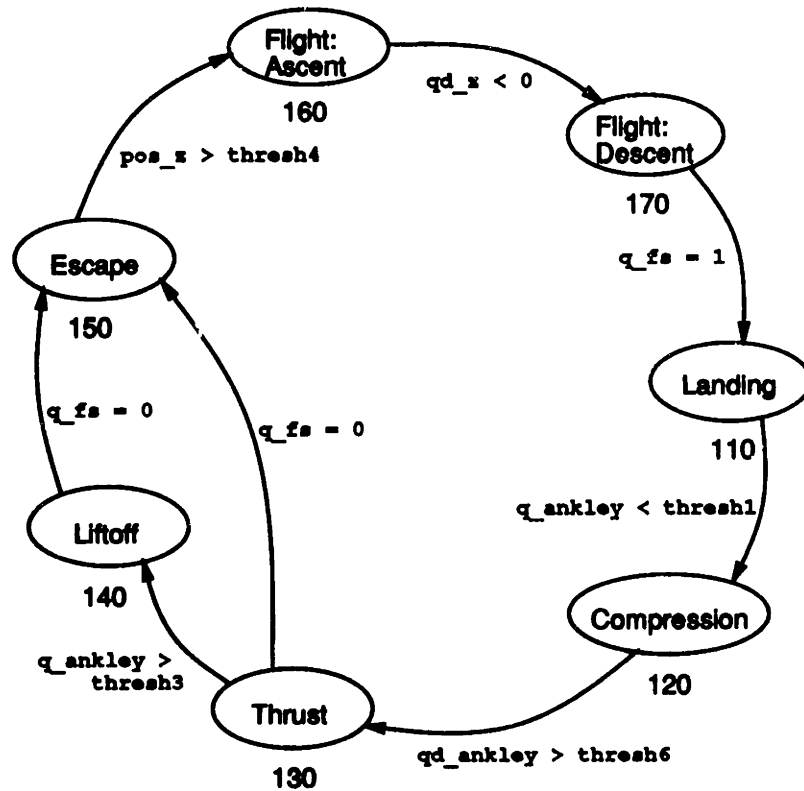 Flight:
Ascent
160
qd_z < 0
Flight:
Descent
170
pos_z > thresh4
q_fs = 1
Escape
150
Landing
110
q_fs = 0
q_fs = 0
q_ankley < thresh1
Liftoff
140
Compression
120
q_ankley >
thresh3
Thrust
130
qd_ankley > thresh6